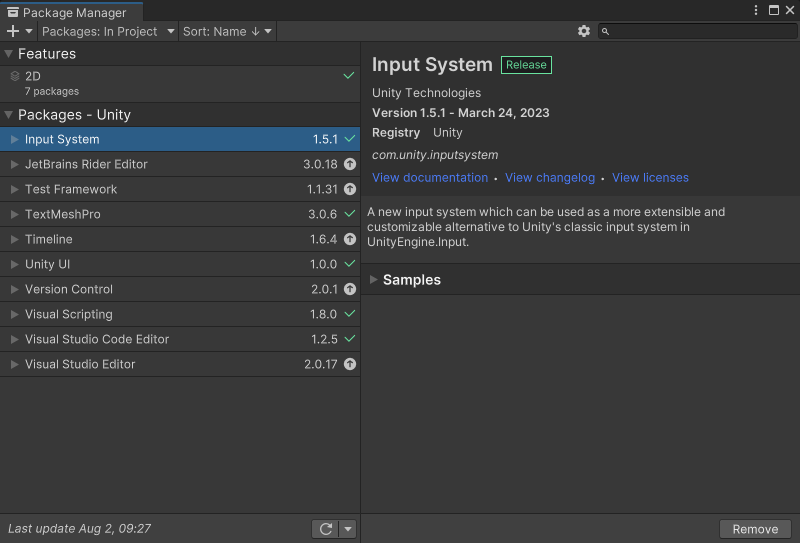 Package Manager
Packages: In Project
Sort: Name ↓
Features
2D
7 packages
Packages - Unity
Input System 1.5.1
JetBrains Rider Editor 3.0.18
Test Framework 1.1.31
TextMeshPro 3.0.6
Timeline 1.6.4
Unity UI 1.0.0
Version Control 2.0.1
Visual Scripting 1.8.0
Visual Studio Code Editor 1.2.5
Visual Studio Editor 2.0.17
Last update Aug 2, 09:27
Input System Release
Unity Technologies
Version 1.5.1 - March 24, 2023
Registry Unity
com.unity.inputsystem
View documentation • View changelog • View licenses
A new input system which can be used as a more extensible and
customizable alternative to Unity's classic input system in
UnityEngine.Input.
Samples
Remove